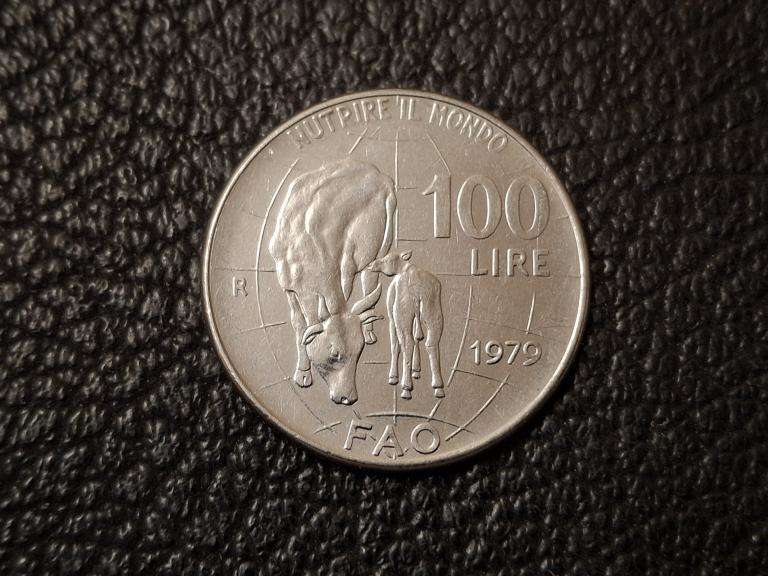 NUTRIRE IL MONDO
100
LIRE
R
1979
FAO